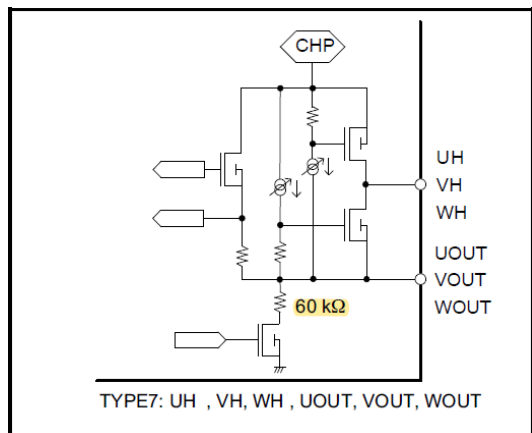 CHP
UH
VH
WH
UOUT
VOUT
WOUT
60 kΩ
TYPE7: UH , VH, WH , UOUT, VOUT, WOUT